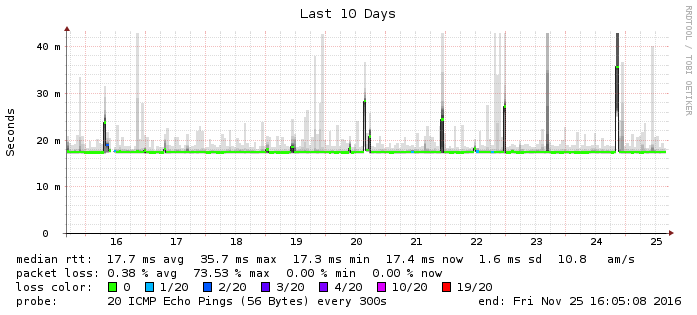 Last 10 Days
RRDTOOL / TOBI OETIKER
Seconds
40 m
30 m
20 m
10 m
0
16 17 18 19 20 21 22 23 24 25
median rtt: 17.7 ms avg 35.7 ms max 17.3 ms min 17.4 ms now 1.6 ms sd 10.8 am/s
packet loss: 0.38 % avg 73.53 % max 0.00 % min 0.00 % now
loss color: 0 1/20 2/20 3/20 4/20 10/20 19/20
probe: 20 ICMP Echo Pings (56 Bytes) every 300s end: Fri Nov 25 16:05:08 2016